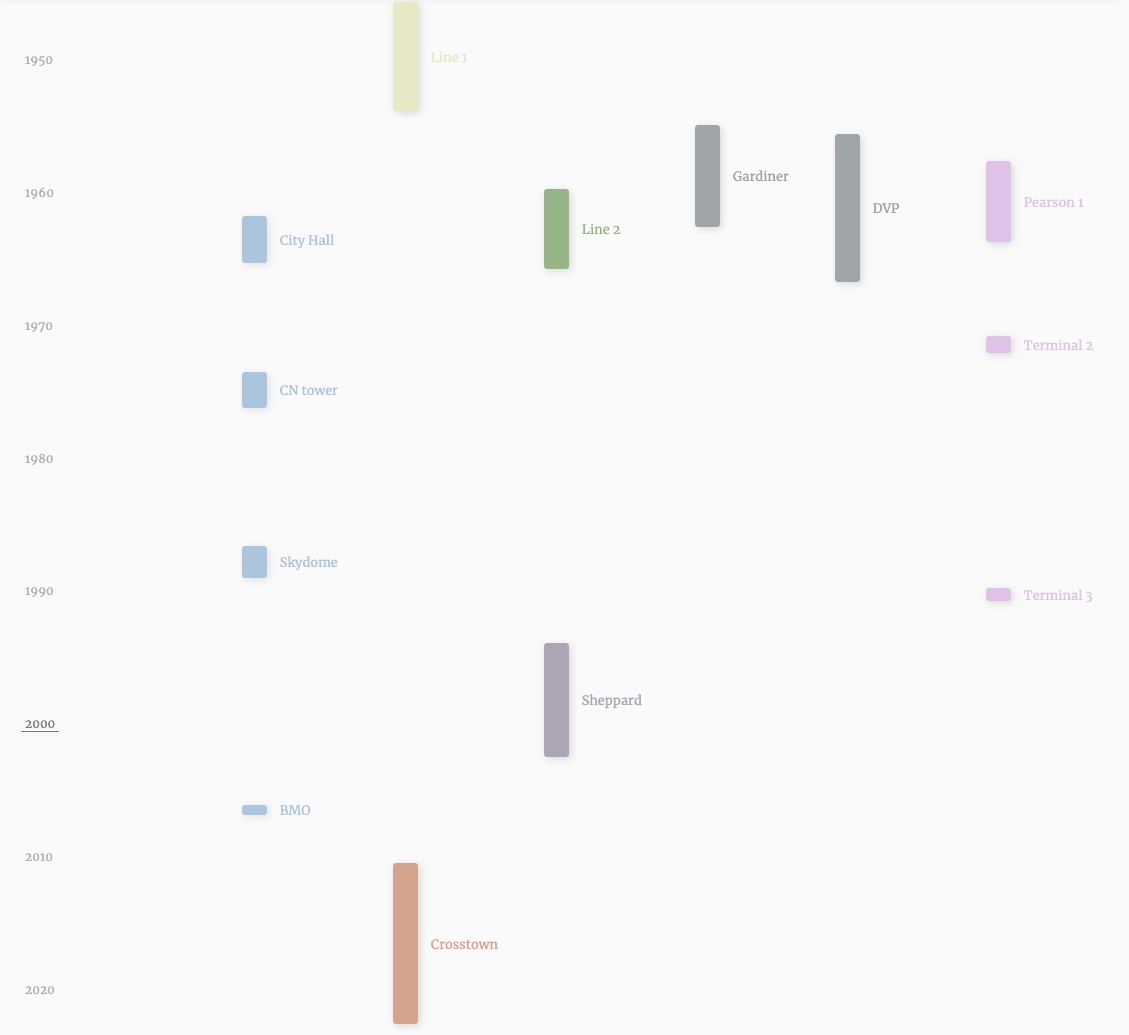 Line 1
1950
Gardiner
1960
Pearson 1
DVP
Line 2
City Hall
1970
Terminal 2
CN tower
1980
Skydome
1990
Terminal 3
Sheppard
2000
BMO
2010
Crosstown
2020